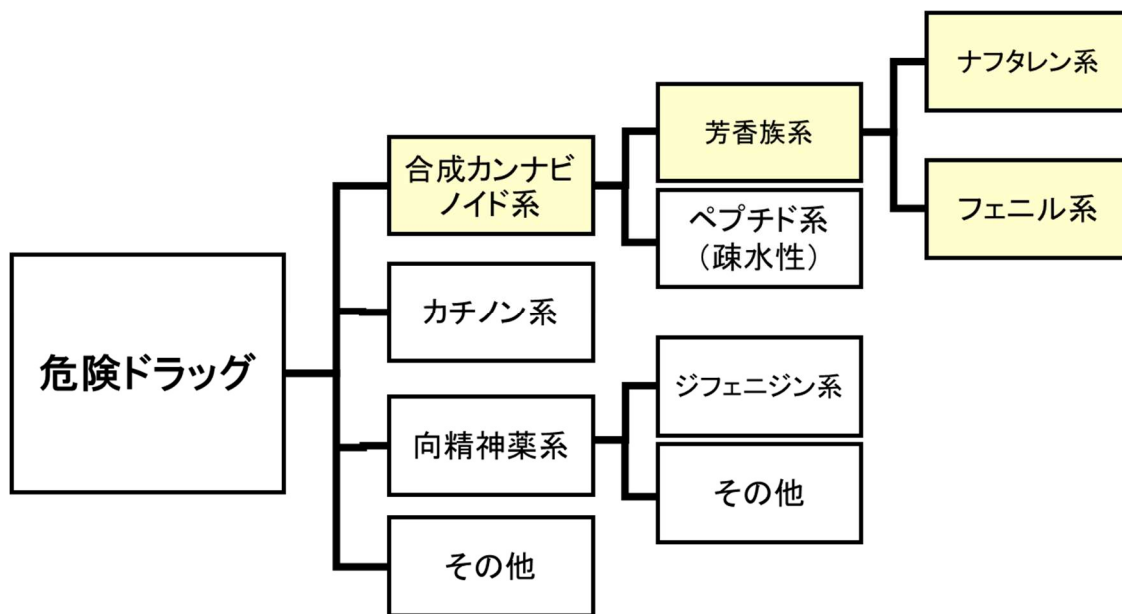 危険ドラッグ
合成カンナビ
ノイド系
カチノン系
向精神薬系
その他
芳香族系
ペプチド系
（疎水性）
ジフェニジン系
その他
ナフタレン系
フェニル系